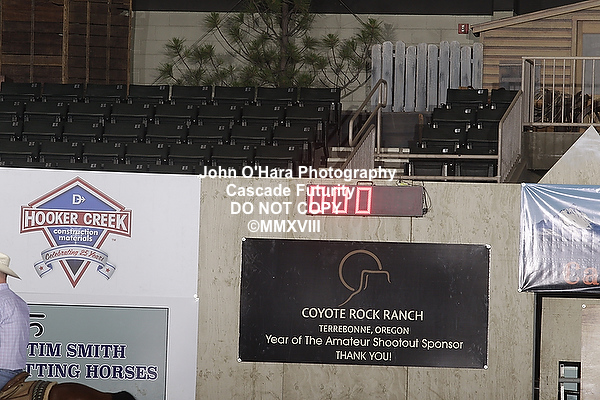 John O'Hara Photography
Cascade Futurity
DO NOT COPY
©MMXVIII
HOOKER CREEK
construction
materials
Celebrating 25 Years
COYOTE ROCK RANCH
TERREBONNE, OREGON
Year of The Amateur Shootout Sponsor
THANK YOU!
TIM SMITH
TTING HORSES
Ca